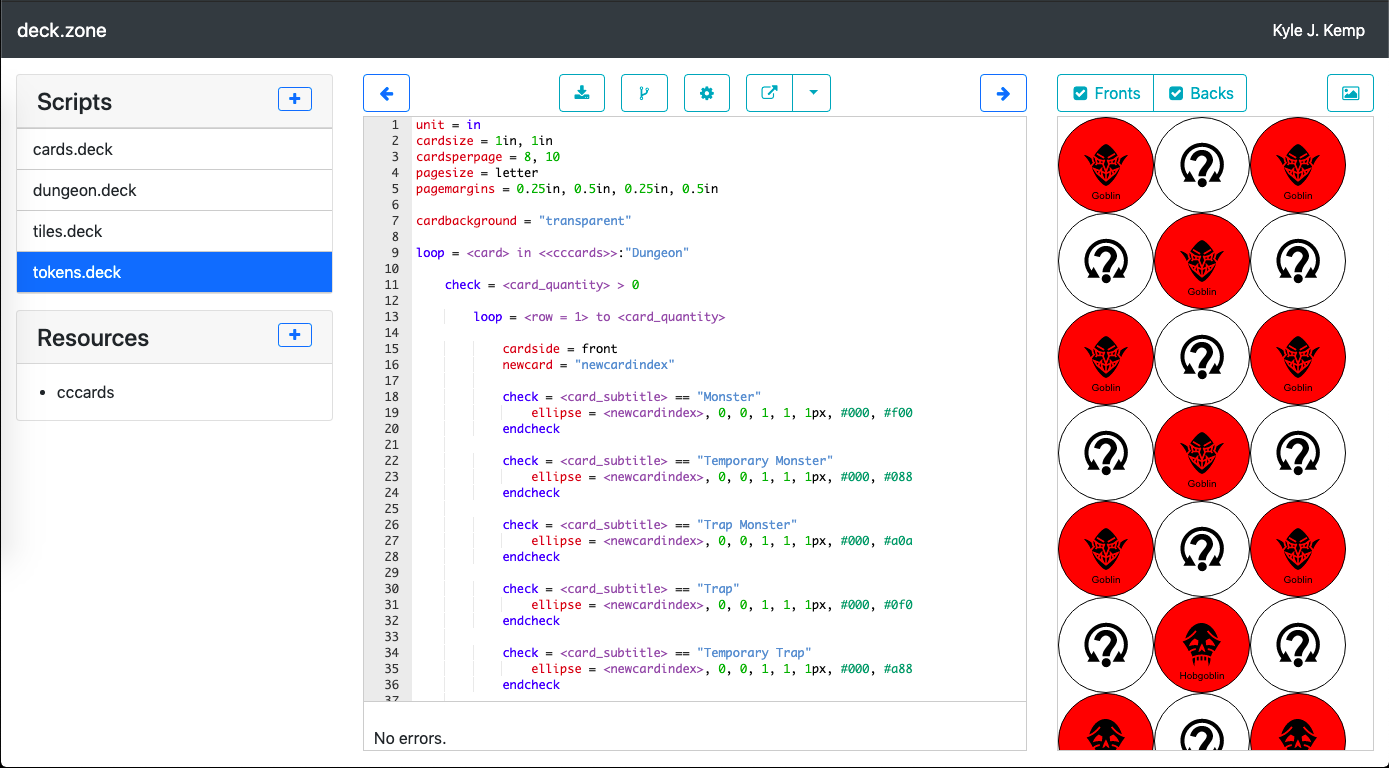 deck.zone
Kyle J. Kemp
Scripts
cards.deck
dungeon.deck
tiles.deck
tokens.deck
Resources
cccards
1 unit = in
2 cardsize = 1in, 1in
3 cardsperpage = 8, 10
4 pagesize = letter
5 pagemargins = 0.25in, 0.5in, 0.25in, 0.5in
6
7 cardbackground = "transparent"
8
9 loop = <card> in <<cccards>>:"Dungeon"
10
11 check = <card_quantity> > 0
12
13 loop = <row = 1> to <card_quantity>
14
15 cardside = front
16 newcard = "newcardindex"
17
18 check = <card_subtitle> == "Monster"
19 ellipse = <newcardindex>, 0, 0, 1, 1, 1px, #000, #f00
20 endcheck
21
22 check = <card_subtitle> == "Temporary Monster"
23 ellipse = <newcardindex>, 0, 0, 1, 1, 1px, #000, #088
24 endcheck
25
26 check = <card_subtitle> == "Trap Monster"
27 ellipse = <newcardindex>, 0, 0, 1, 1, 1px, #000, #a0a
28 endcheck
29
30 check = <card_subtitle> == "Trap"
31 ellipse = <newcardindex>, 0, 0, 1, 1, 1px, #000, #0f0
32 endcheck
33
34 check = <card_subtitle> == "Temporary Trap"
35 ellipse = <newcardindex>, 0, 0, 1, 1, 1px, #000, #a88
36 endcheck
37
No errors.
Fronts
Backs
Goblin
Goblin
Goblin
Goblin
Goblin
Goblin
Goblin
Goblin
Hobgoblin